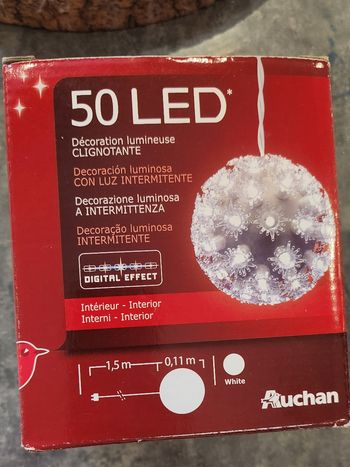 50 LED*
Décoration lumineuse
CLIGNOTANTE
Decoración luminosa
CON LUZ INTERMITENTE
Decorazione luminosa
A INTERMITTENZA
Decoração luminosa
INTERMITENTE
DIGITAL EFFECT
Intérieur - Interior
Interni - Interior
1,5 m 0,11 m
White
Auchan